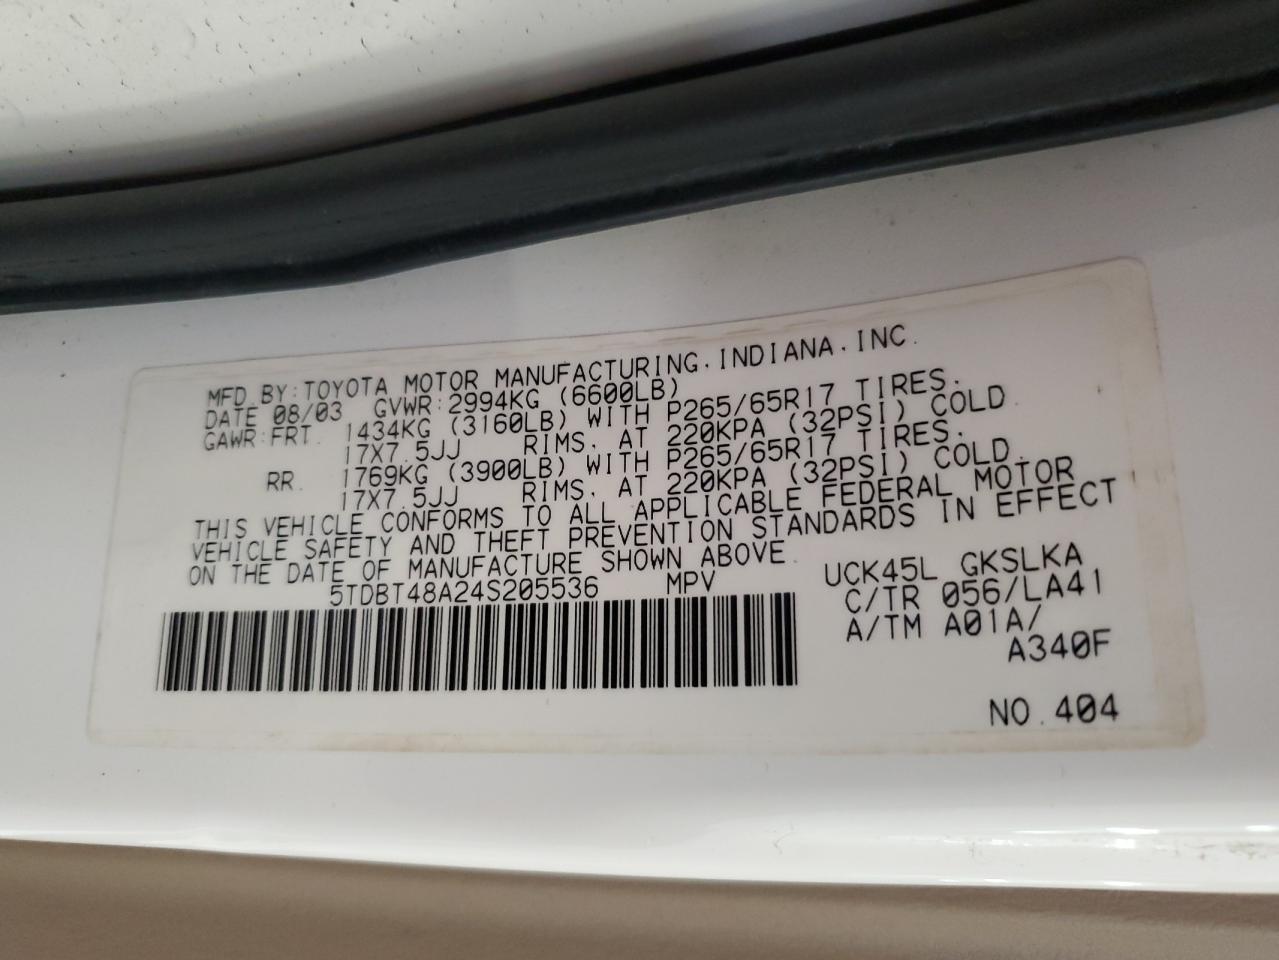 MFD.BY:TOYOTA MOTOR MANUFACTURING.INDIANA.INC.
DATE 08/03 GVWR:2994KG (6600LB)
GAWR:FRT. 1434KG (3160LB) WITH P265/65R17 TIRES.
17X7.5JJ RIMS. AT 220KPA (32PSI) COLD.
RR. 1769KG (3900LB) WITH P265/65R17 TIRES.
17X7.5JJ RIMS. AT 220KPA (32PSI) COLD.
THIS VEHICLE CONFORMS TO ALL APPLICABLE FEDERAL MOTOR
VEHICLE SAFETY AND THEFT PREVENTION STANDARDS IN EFFECT
ON THE DATE OF MANUFACTURE SHOWN ABOVE.
5TDBT48A24S205536 MPV
UCK45L GKSLKA
C/TR 056/LA41
A/TM A01A/
A340F
NO.404